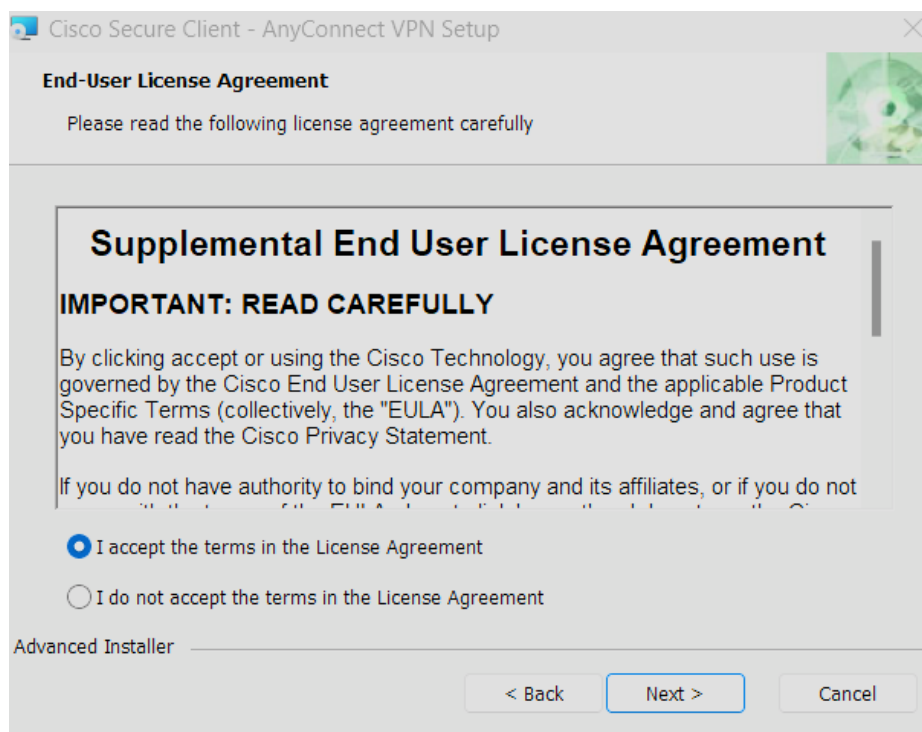 Cisco Secure Client - AnyConnect VPN Setup
End-User License Agreement
Please read the following license agreement carefully
Supplemental End User License Agreement
IMPORTANT: READ CAREFULLY
By clicking accept or using the Cisco Technology, you agree that such use is
governed by the Cisco End User License Agreement and the applicable Product
Specific Terms (collectively, the "EULA"). You also acknowledge and agree that
you have read the Cisco Privacy Statement.
If you do not have authority to bind your company and its affiliates, or if you do not
I accept the terms in the License Agreement
I do not accept the terms in the License Agreement
Advanced Installer
< Back
Next >
Cancel